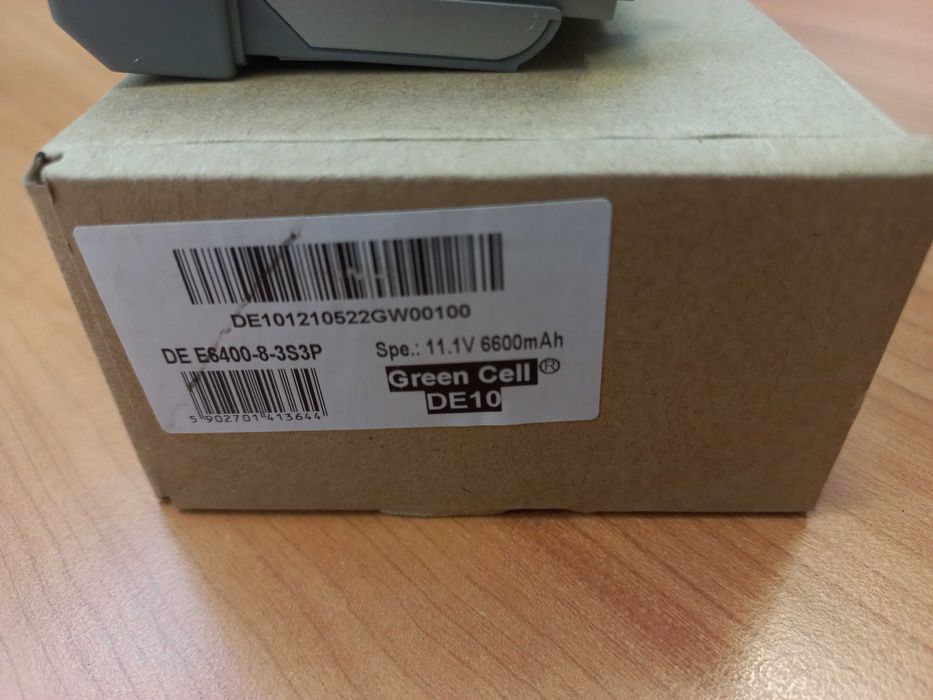 DE101210522GW00100
DE E6400-8-3S3P
Spe.: 11.1V 6600mAh
Green Cell®
DE10
5 902701 413644